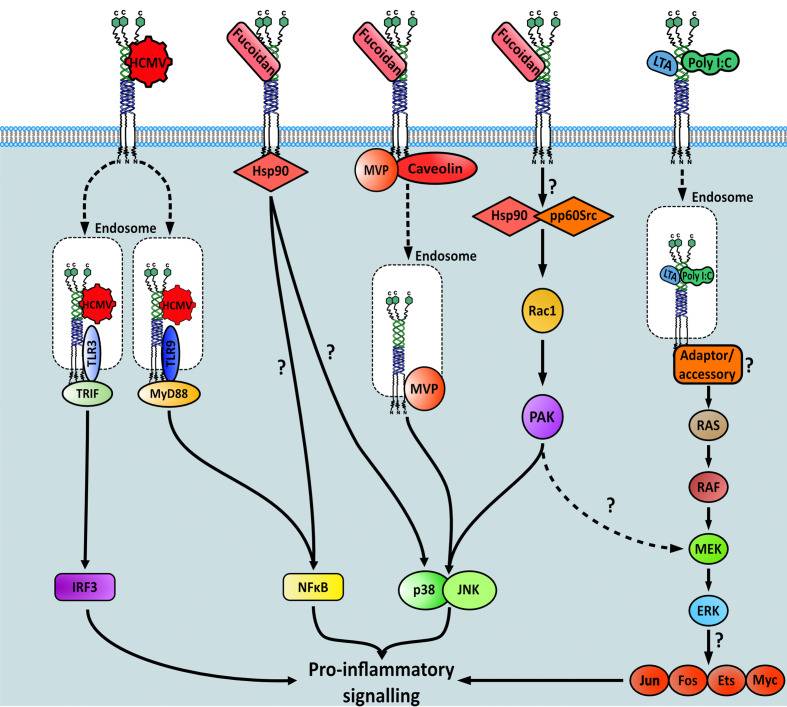 C C C
C C C
C C C
C C C
C C C
HCMV
Fucoidan
Fucoidan
Fucoidan
LTA
Poly I:C
N N N
N N N
Hsp90
MVP
Caveolin
?
Hsp90
pp60Src
Endosome
Endosome
Endosome
C C C
C C C
C C C
C C C
HCMV
HCMV
LTA
Poly I:C
TLR3
TLR9
Rac1
TRIF
MyD88
?
?
MVP
N N N
Adaptor/
accessory
?
PAK
RAS
RAF
?
MEK
IRF3
NFκB
p38
JNK
ERK
?
Pro-inflammatory
signalling
Jun
Fos
Ets
Myc